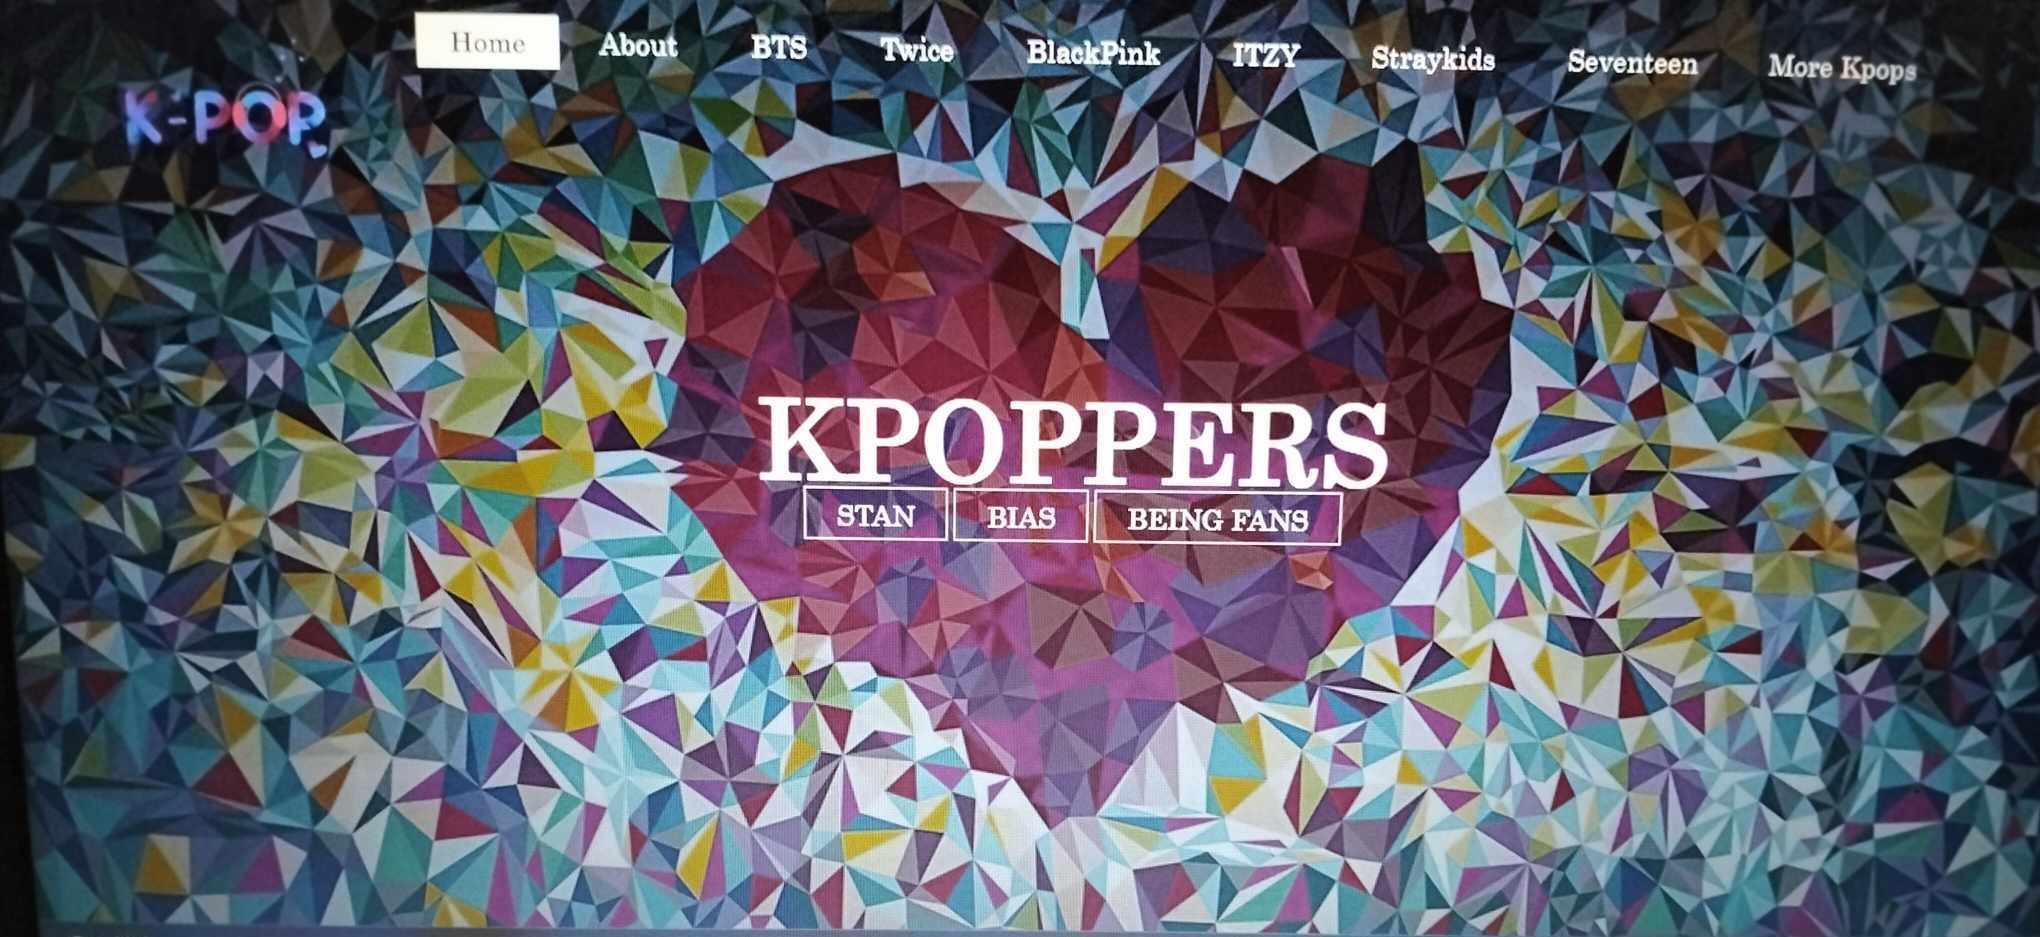 Home About BTS Twice BlackPink ITZY Straykids Seventeen More Kpops
K-POP
KPOPPERS
STAN BIAS BEING FANS